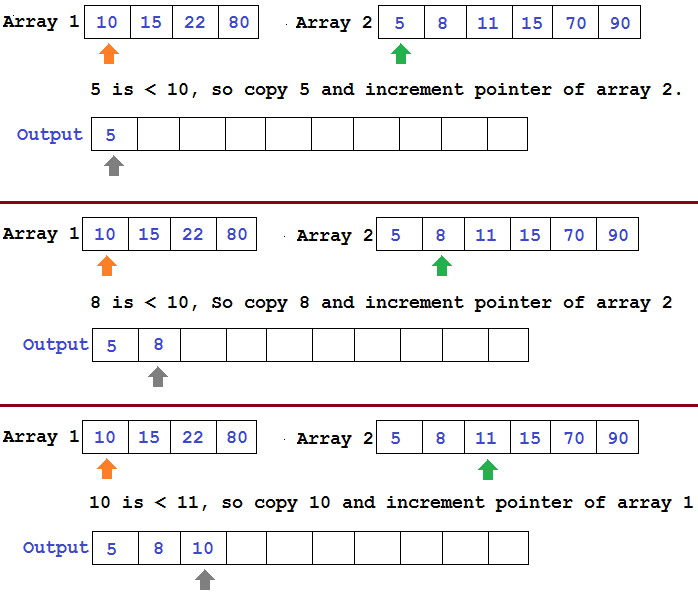 Array 1 10 15 22 80 Array 2 5 8 11 15 70 90
5 is < 10, so copy 5 and increment pointer of array 2.
Output 5
Array 1 10 15 22 80 Array 2 5 8 11 15 70 90
8 is < 10, So copy 8 and increment pointer of array 2
Output 5 8
Array 1 10 15 22 80 Array 2 5 8 11 15 70 90
10 is < 11, so copy 10 and increment pointer of array 1
Output 5 8 10